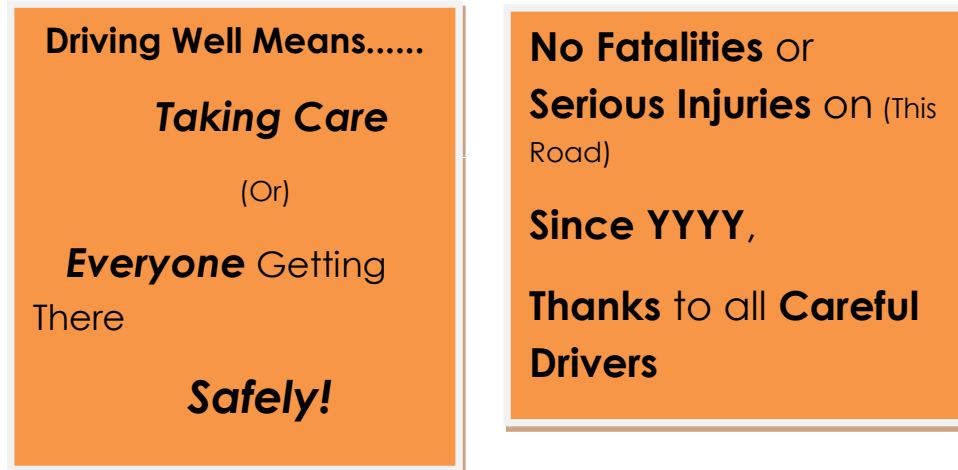 Driving Well Means......
Taking Care
(Or)
Everyone Getting
There
Safely!
No Fatalities or
Serious Injuries on (This
Road)
Since YYYY,
Thanks to all Careful
Drivers